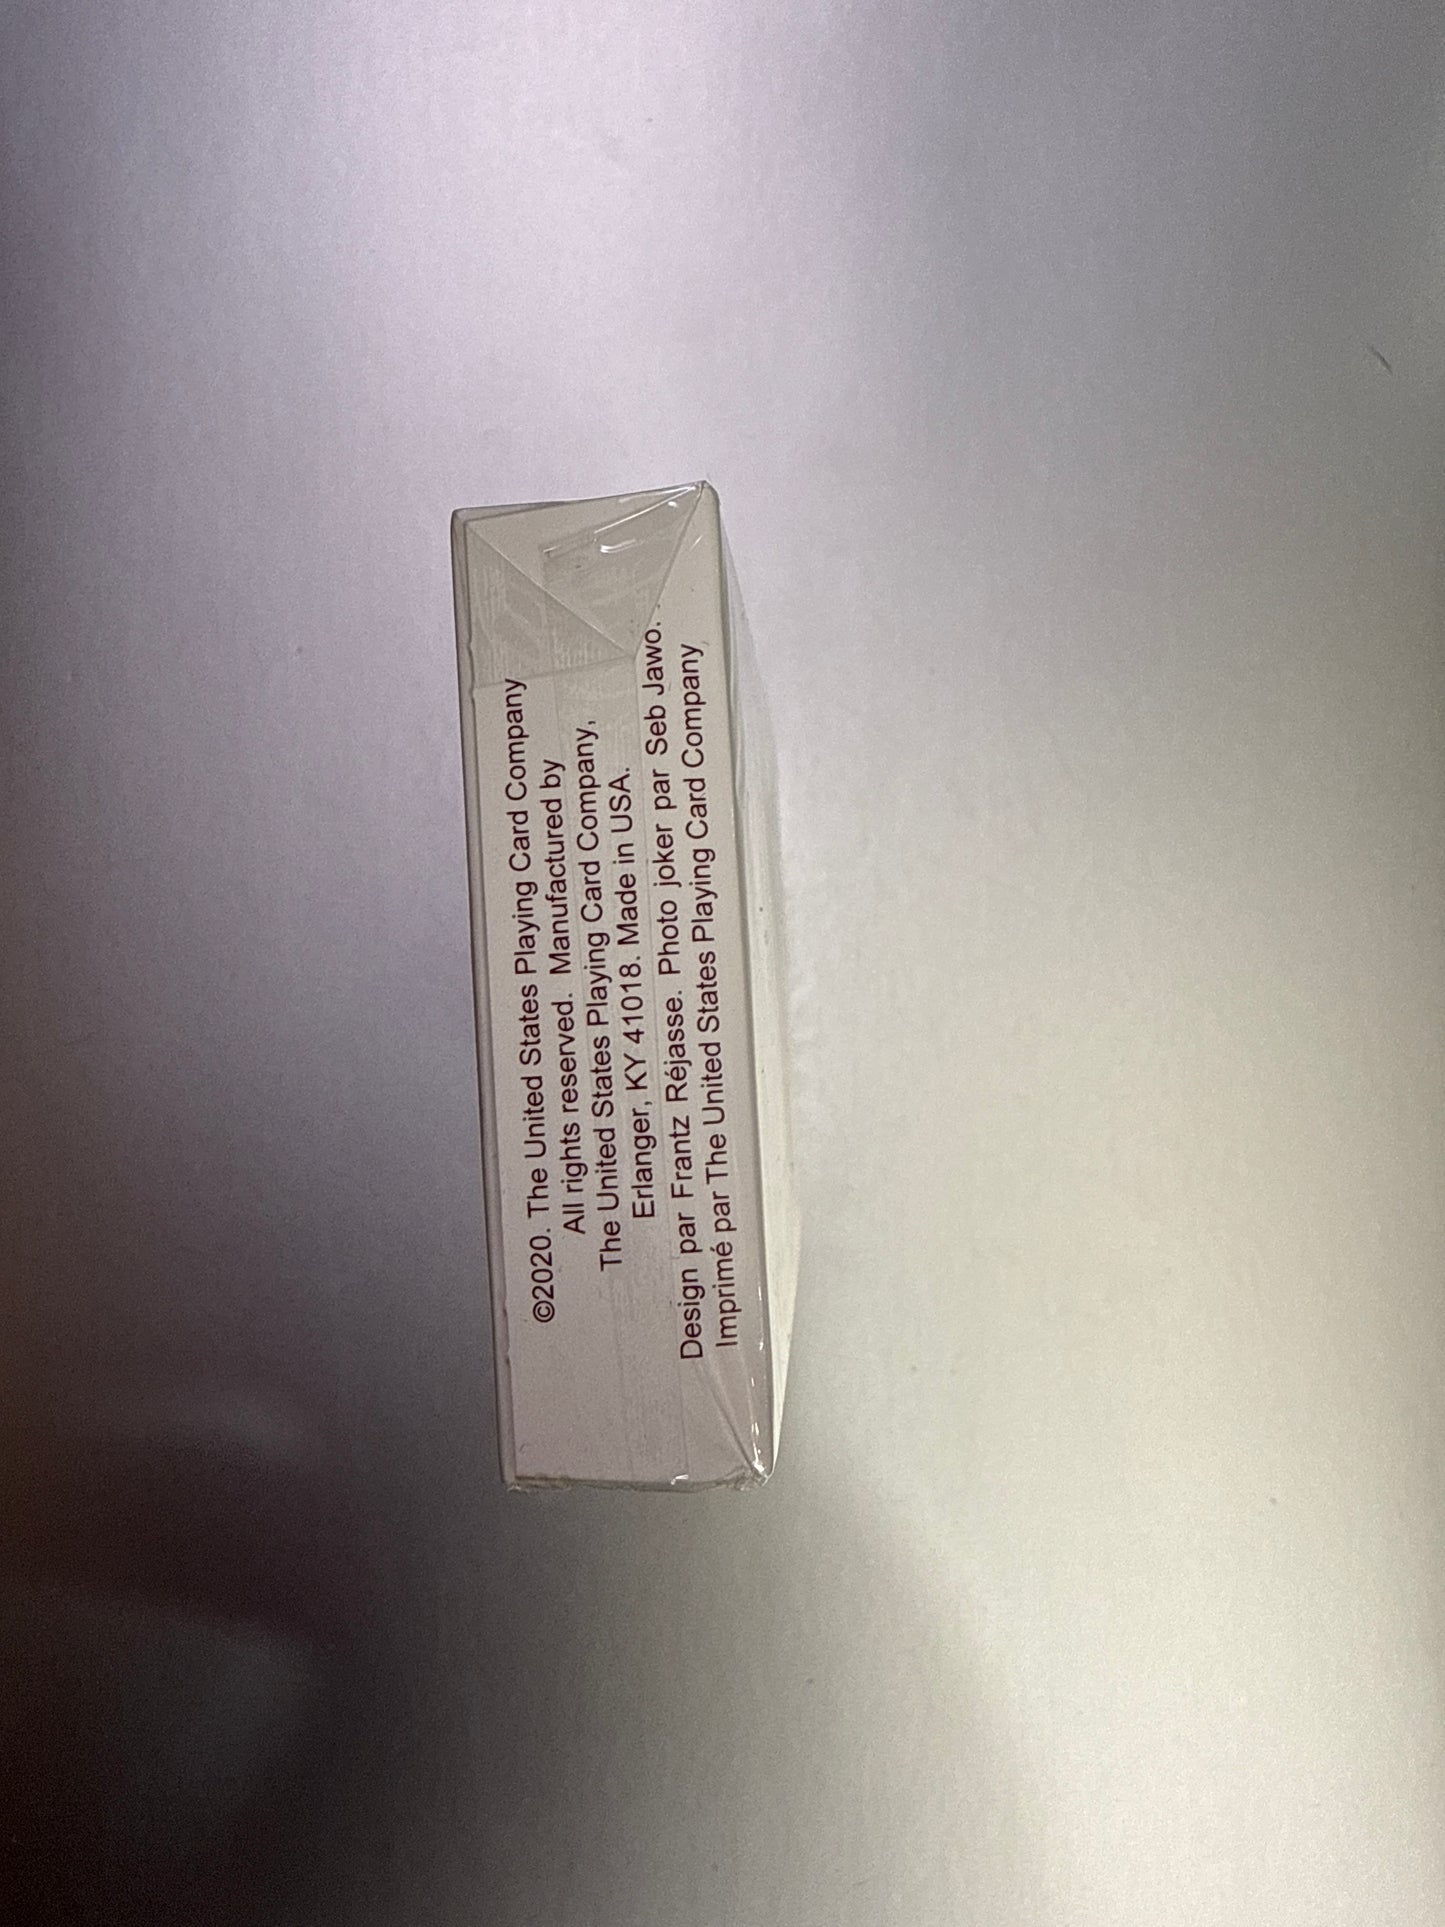 ©2020. The United States Playing Card Company
All rights reserved. Manufactured by
The United States Playing Card Company,
Erlanger, KY 41018. Made in USA.
Design par Frantz Réjasse. Photo joker par Seb Jawo.
Imprimé par The United States Playing Card Company